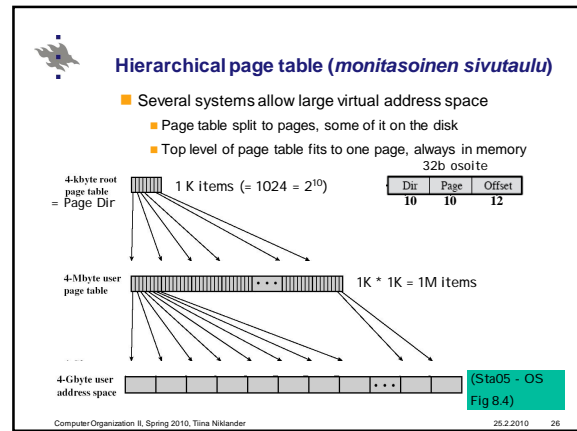 Hierarchical page table (monitasoinen sivutaulu)
Several systems allow large virtual address space
Page table split to pages, some of it on the disk
Top level of page table fits to one page, always in memory
32b osoite
Dir Page Offset
10 10 12
4-kbyte root
page table
= Page Dir
1 K items (= 1024 = 2¹⁰)
4-Mbyte user
page table
1K * 1K = 1M items
4-Gbyte user
address space
(Sta05 - OS
Fig 8.4)
Computer Organization II, Spring 2010, Tiina Niklander
25.2.2010 26